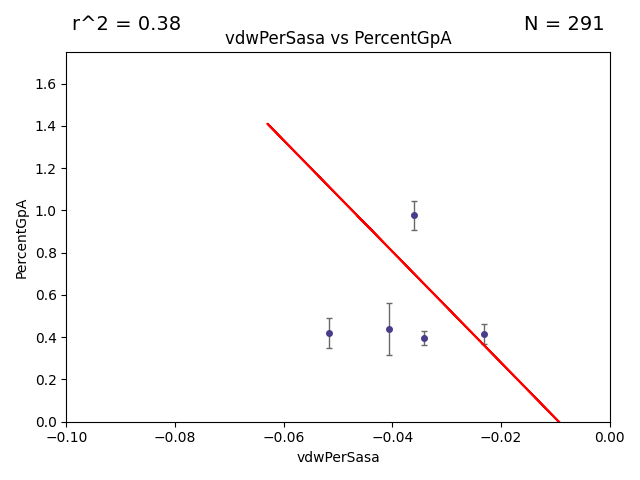 r^2 = 0.38 N = 291
vdwPerSasa vs PercentGpA
1.6
1.4
1.2
1.0
0.8
0.6
0.4
0.2
0.0
PercentGpA
−0.10 −0.08 −0.06 −0.04 −0.02 0.00
vdwPerSasa